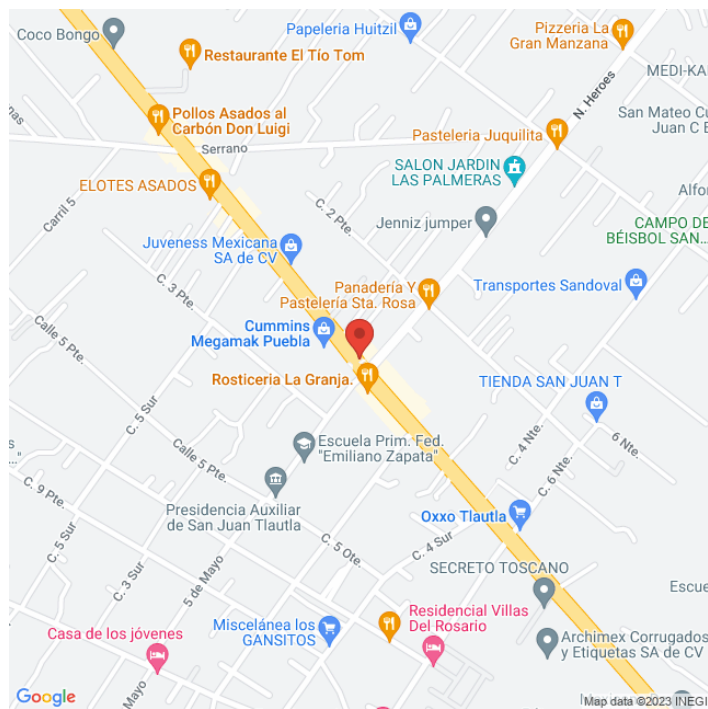 Coco Bongo
Papeleria Huitzil
Pizzeria La
Gran Manzana
Restaurante El Tío Tom
MEDI-KA
N. Heroes
Pollos Asados al
Carbón Don Luigi
San Mateo Cu
Juan C B
Pasteleria Juquilita
Serrano
SALON JARDIN
LAS PALMERAS
ELOTES ASADOS
Carril 5
C. 2 Pte.
Alfo
Jenniz jumper
CAMPO DE
BÉISBOL SAN...
Juveness Mexicana
SA de CV
C. 3 Pte.
Panadería Y
Pastelería Sta. Rosa
Transportes Sandoval
Calle 5 Pte.
Cummins
Megamak Puebla
Rosticeria La Granja.
TIENDA SAN JUAN T
C. 5 Sur
Escuela Prim. Fed.
"Emiliano Zapata"
6 Nte.
C. 4 Nte.
Calle 5 Pte.
C. 9 Pte.
Presidencia Auxiliar
de San Juan Tlautla
C. 6 Nte.
Oxxo Tlautla
C. 5 Sur
C. 3 Sur
C. 5 Ote.
C. 4 Sur
SECRETO TOSCANO
5 de Mayo
Escue
Casa de los jóvenes
Miscelánea los
GANSITOS
Residencial Villas
Del Rosario
Archimex Corrugados
y Etiquetas SA de CV
Mayo
Google
Map data ©2023 INEGI